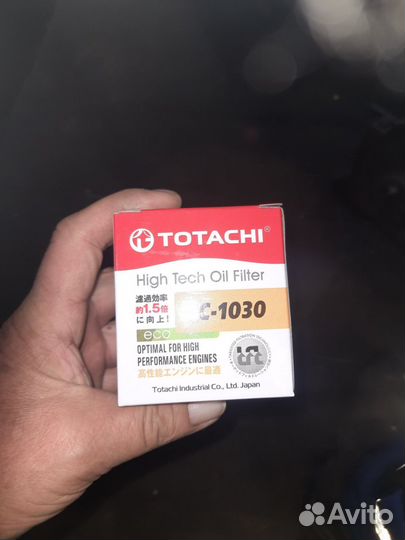 TOTACHI®
High Tech Oil Filter
濾過効率
約1.5倍
に向上!
C-1030
eco
OPTIMAL FOR HIGH
PERFORMANCE ENGINES
高性能エンジンに最適
Totachi Industrial Co., Ltd. Japan
Avito